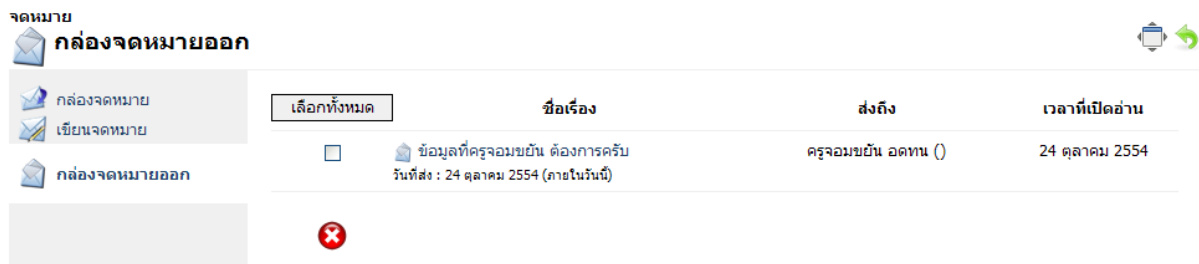 จดหมาย
กล่องจดหมายออก
กล่องจดหมาย
เขียนจดหมาย
กล่องจดหมายออก
เลือกทั้งหมด ชื่อเรื่อง ส่งถึง เวลาที่เปิดอ่าน
ข้อมูลที่ครูจอมขยัน ต้องการครับ ครูจอมขยัน อดทน () 24 ตุลาคม 2554
วันที่ส่ง : 24 ตุลาคม 2554 (ภายในวันนี้)